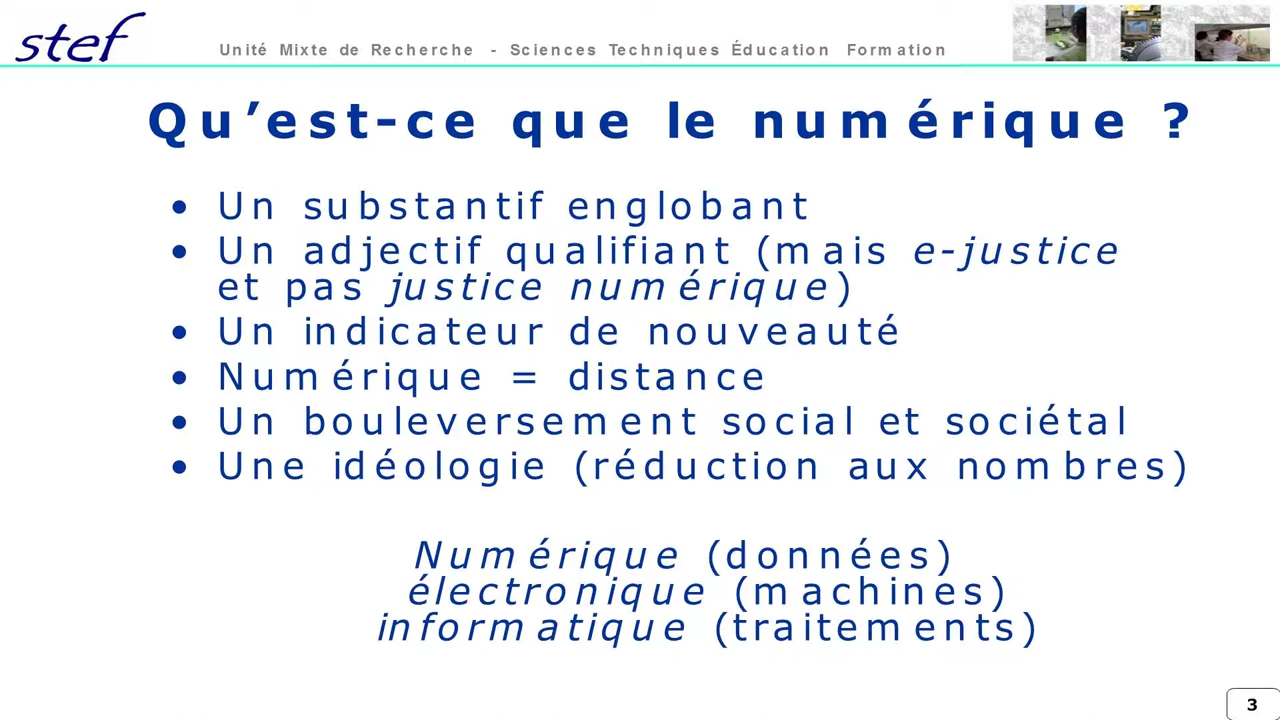 stef
Unité Mixte de Recherche - Sciences Techniques Éducation Formation
Qu’est-ce que le numérique ?
• Un substantif englobant
• Un adjectif qualifiant (mais e-justice
et pas justice numérique)
• Un indicateur de nouveauté
• Numérique = distance
• Un bouleversement social et sociétal
• Une idéologie (réduction aux nombres)
Numérique (données)
électronique (machines)
informatique (traitements)
3